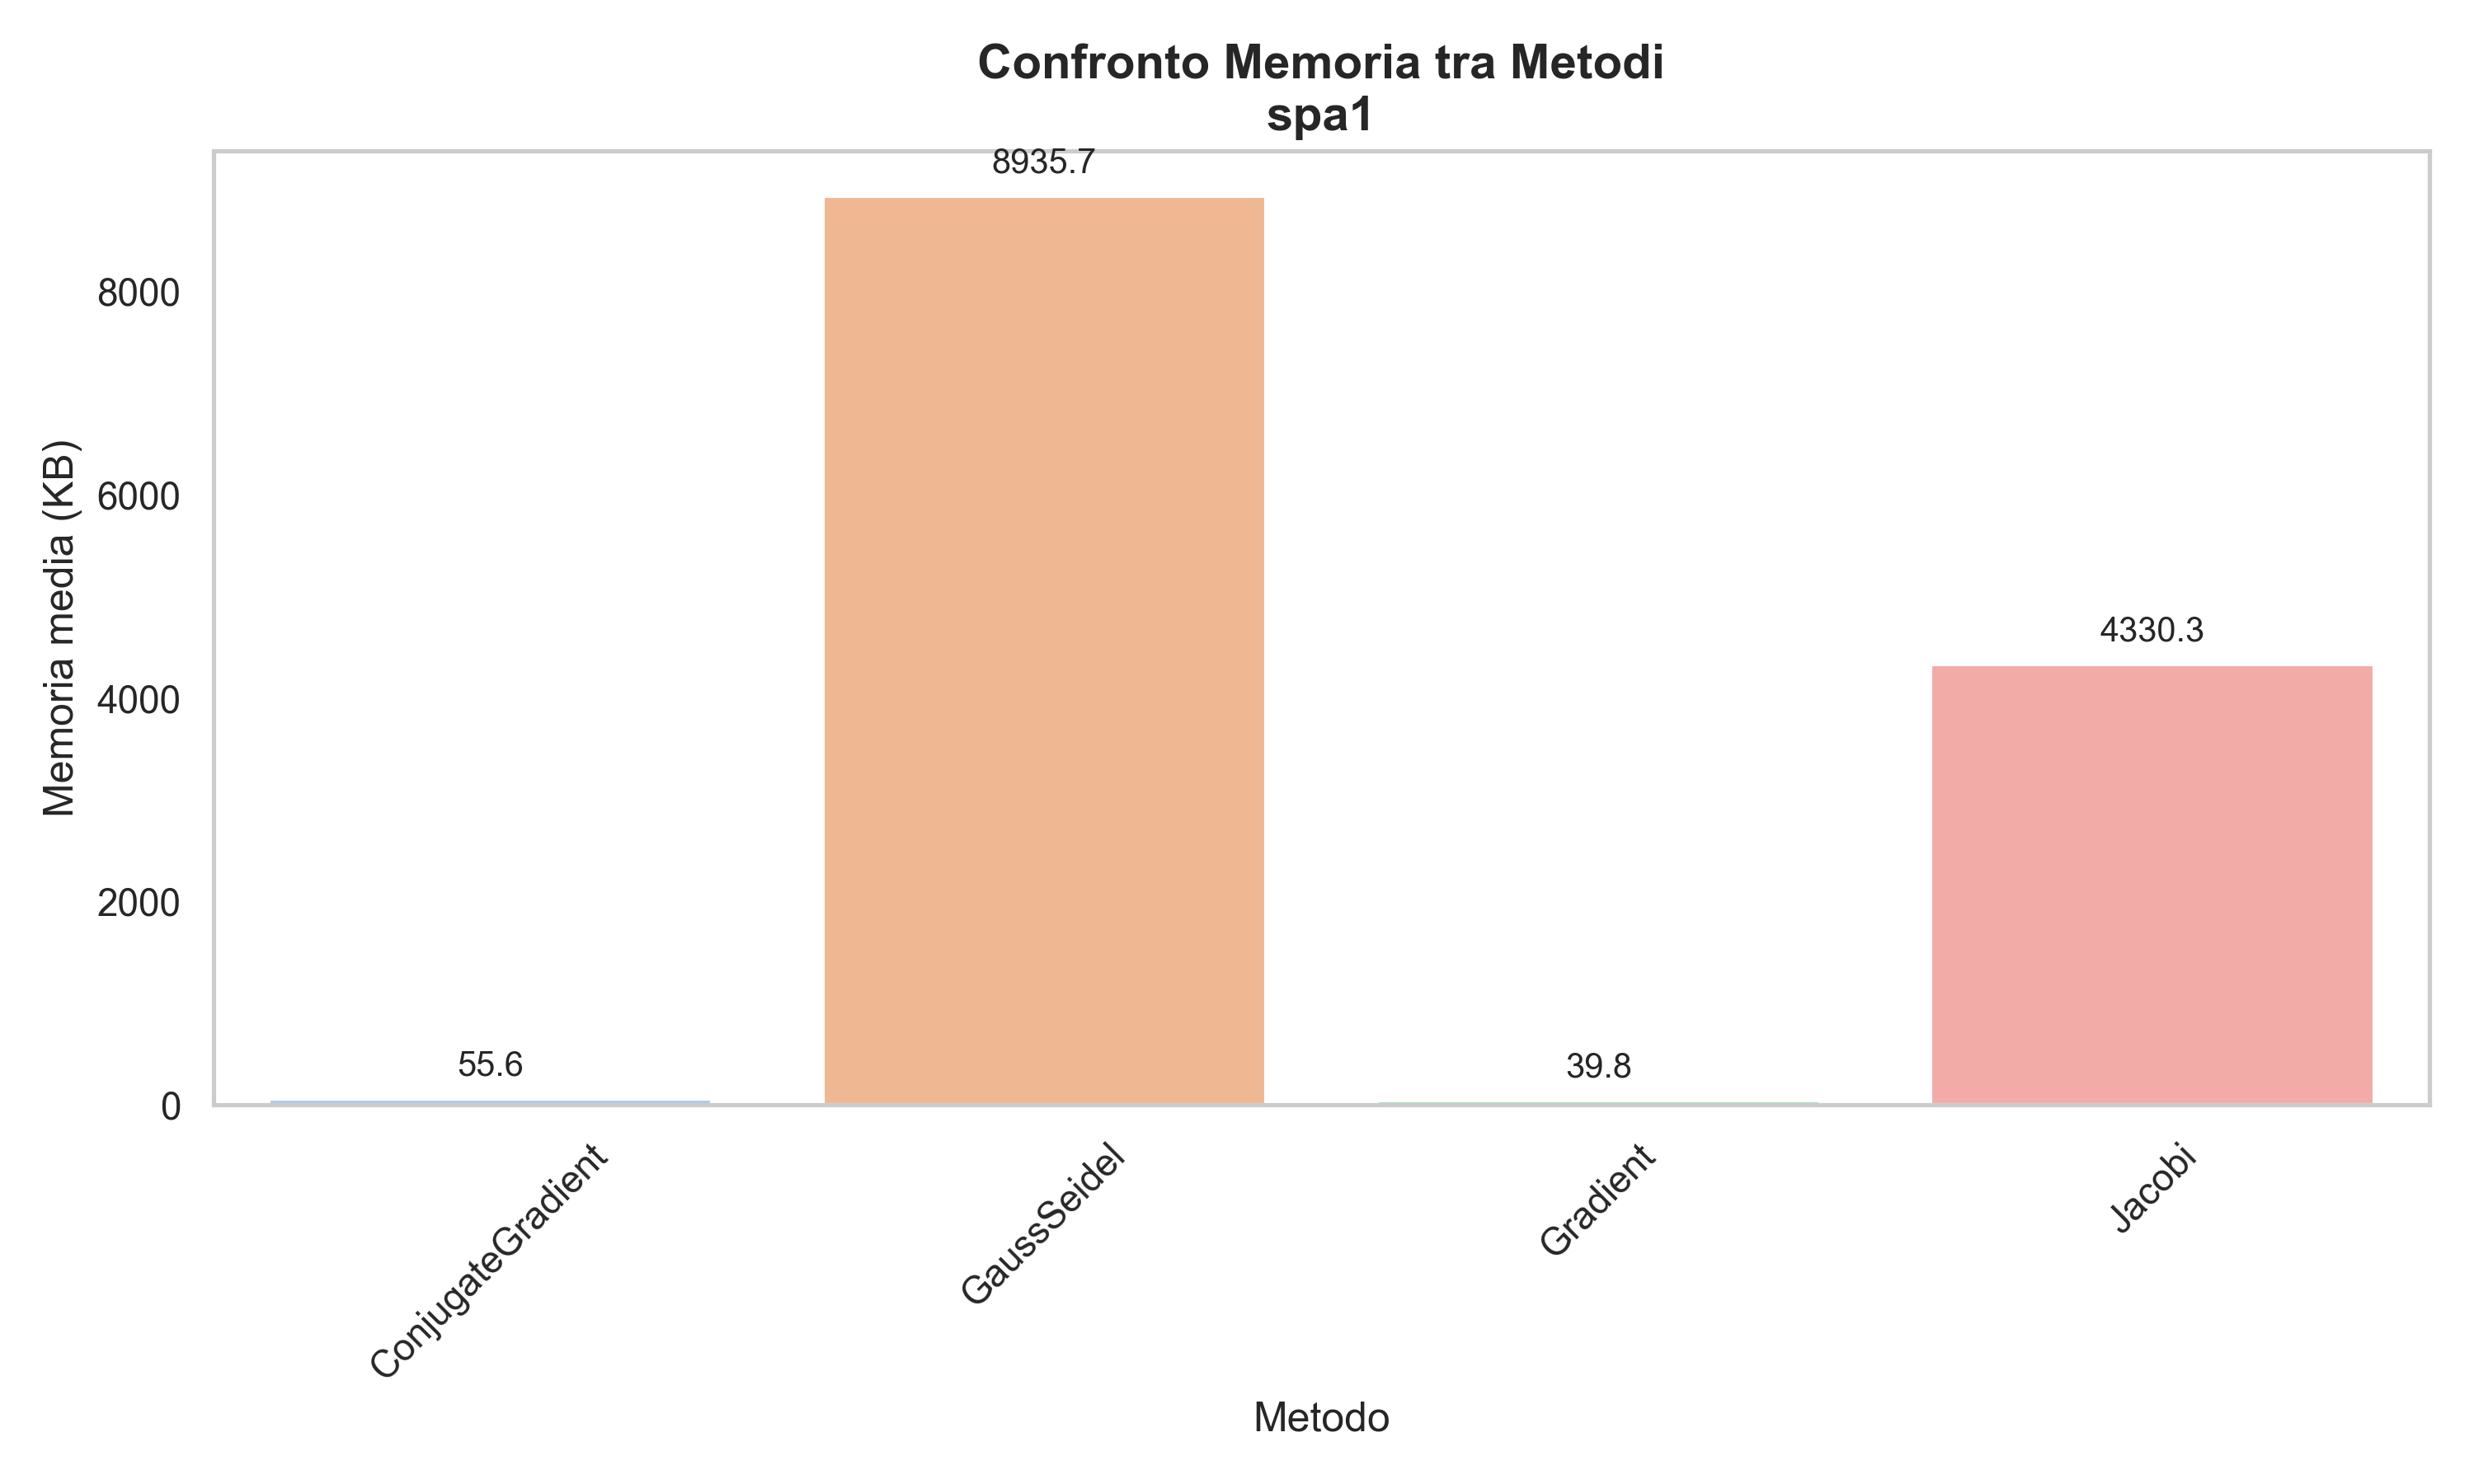 Confronto Memoria tra Metodi
spa1
Memoria media (KB)
8000
6000
4000
2000
0
55.6
8935.7
39.8
4330.3
ConjugateGradient
GaussSeidel
Gradient
Jacobi
Metodo